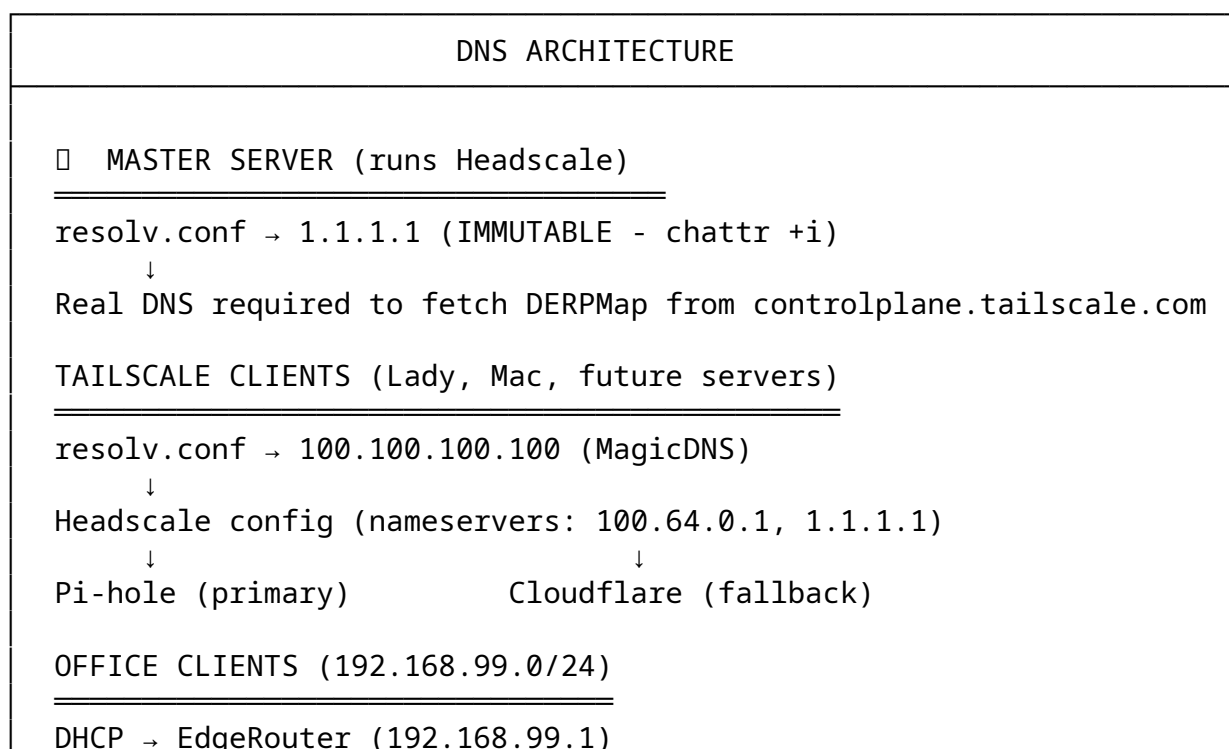 DNS ARCHITECTURE
MASTER SERVER (runs Headscale)
resolv.conf → 1.1.1.1 (IMMUTABLE - chattr +i)
↓
Real DNS required to fetch DERPMap from controlplane.tailscale.com
TAILSCALE CLIENTS (Lady, Mac, future servers)
resolv.conf → 100.100.100.100 (MagicDNS)
↓
Headscale config (nameservers: 100.64.0.1, 1.1.1.1)
↓ ↓
Pi-hole (primary) Cloudflare (fallback)
OFFICE CLIENTS (192.168.99.0/24)
DHCP → EdgeRouter (192.168.99.1)